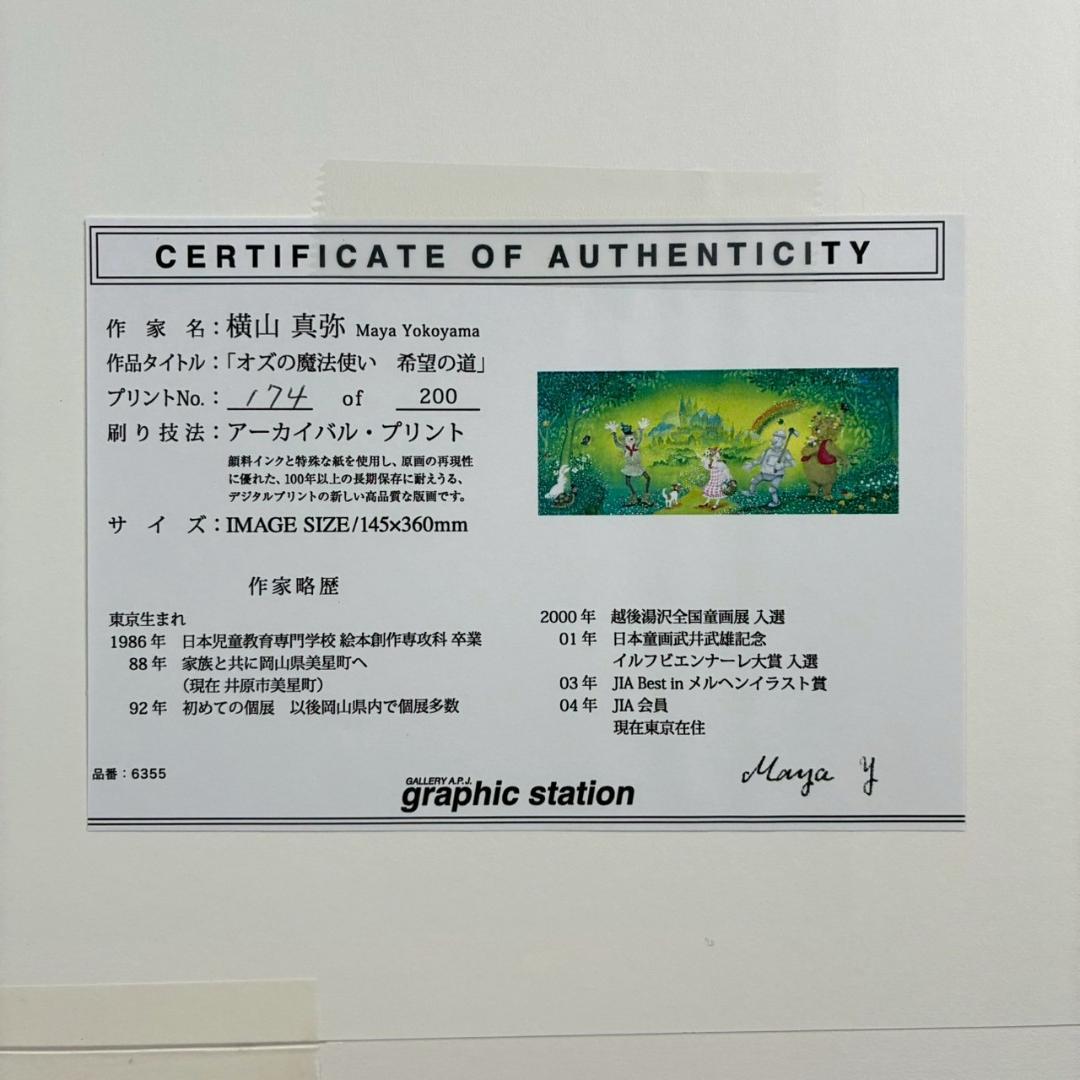 CERTIFICATE OF AUTHENTICITY
作家名：横山 真弥 Maya Yokoyama
作品タイトル：「オズの魔法使い　希望の道」
プリントNo.： 174 of 200
刷り技法：アーカイバル・プリント
顔料インクと特殊な紙を使用し、原画の再現性
に優れた、100年以上の長期保存に耐えうる、
デジタルプリントの新しい高品質な版画です。
サイズ：IMAGE SIZE/145×360mm
作家略歴
東京生まれ
1986年 日本児童教育専門学校 絵本創作専攻科 卒業
88年 家族と共に岡山県美星町へ
（現在 井原市美星町）
92年 初めての個展　以後岡山県内で個展多数
2000年 越後湯沢全国童画展 入選
01年 日本童画武井武雄記念
イルフビエンナーレ大賞 入選
03年 JIA Best in メルヘンイラスト賞
04年 JIA 会員
現在東京在住
Maya Y
品番：6355
GALLERY A.P.J.
graphic station